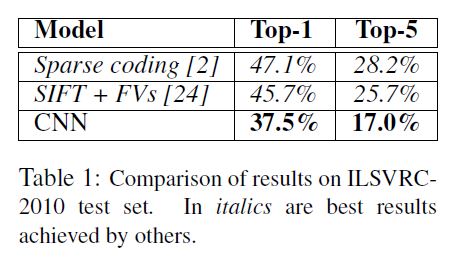 Model Top-1 Top-5
Sparse coding [2] 47.1% 28.2%
SIFT + FVs [24] 45.7% 25.7%
CNN 37.5% 17.0%
Table 1: Comparison of results on ILSVRC-
2010 test set. In italics are best results
achieved by others.